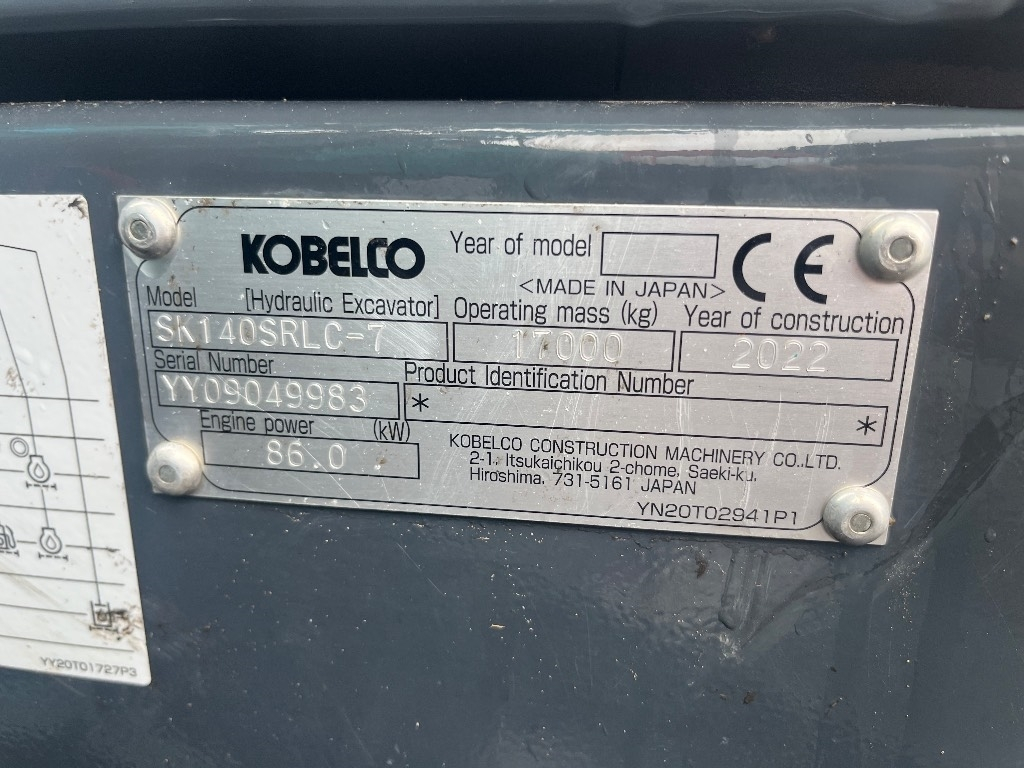 KOBELCO
Year of model
CE
<MADE IN JAPAN>
Model [Hydraulic Excavator]
Operating mass (kg)
Year of construction
SK140SRLC-7
17000
2022
Serial Number
Product Identification Number
YY09049983
* *
Engine power (kW)
86.0
KOBELCO CONSTRUCTION MACHINERY CO.,LTD.
2-1, Itsukaichikou 2-chome, Saeki-ku,
Hiroshima, 731-5161 JAPAN
YN20T02941P1
YY20T01727P3